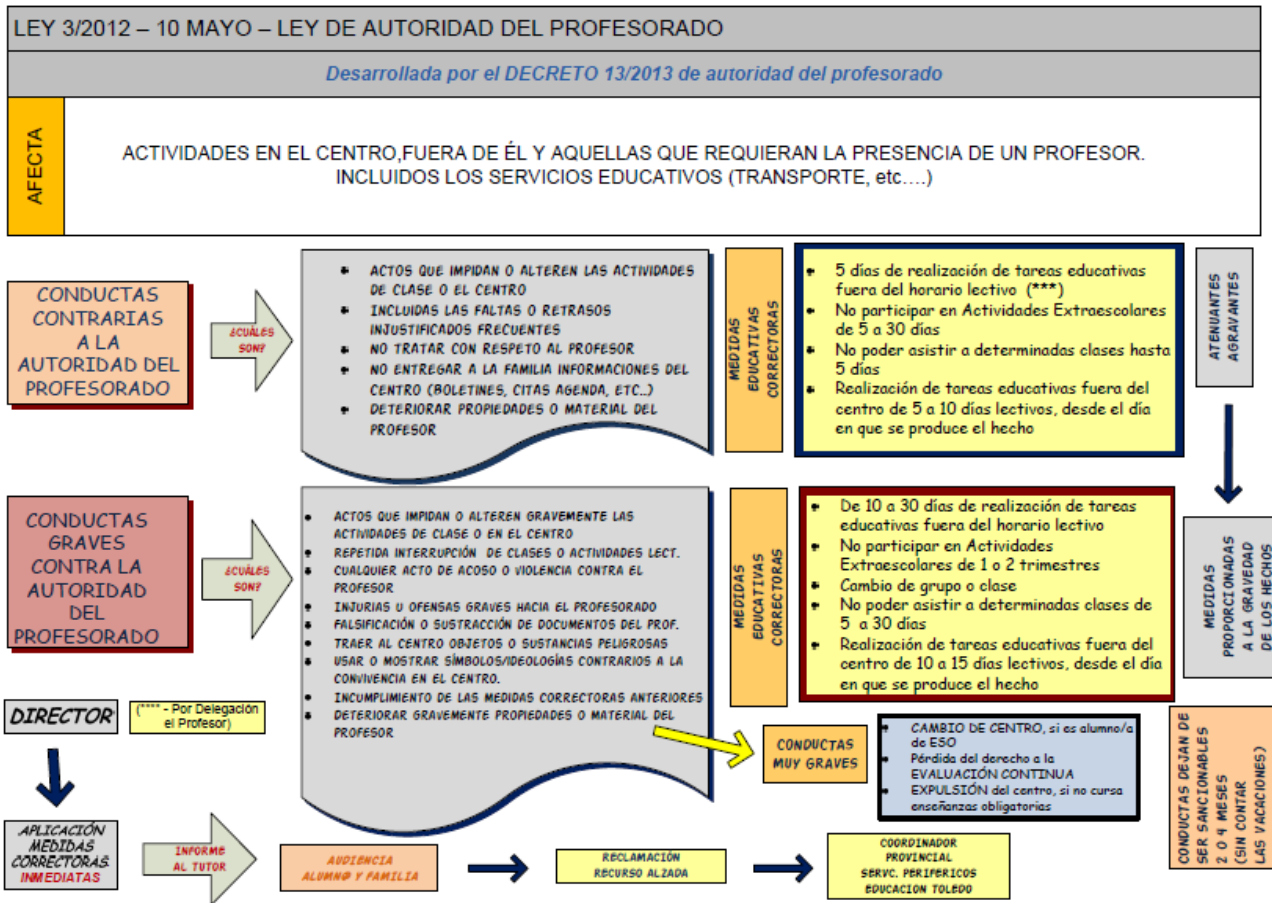 LEY 3/2012 – 10 MAYO – LEY DE AUTORIDAD DEL PROFESORADO
Desarrollada por el DECRETO 13/2013 de autoridad del profesorado
AFECTA
ACTIVIDADES EN EL CENTRO,FUERA DE ÉL Y AQUELLAS QUE REQUIERAN LA PRESENCIA DE UN PROFESOR.
INCLUIDOS LOS SERVICIOS EDUCATIVOS (TRANSPORTE, etc....)
CONDUCTAS
CONTRARIAS
A LA
AUTORIDAD DEL
PROFESORADO
¿CUÁLES
SON?
ACTOS QUE IMPIDAN O ALTEREN LAS ACTIVIDADES
DE CLASE O EL CENTRO
INCLUIDAS LAS FALTAS O RETRASOS
INJUSTIFICADOS FRECUENTES
NO TRATAR CON RESPETO AL PROFESOR
NO ENTREGAR A LA FAMILIA INFORMACIONES DEL
CENTRO (BOLETINES, CITAS AGENDA, ETC..)
DETERIORAR PROPIEDADES O MATERIAL DEL
PROFESOR
MEDIDAS
EDUCATIVAS
CORRECTORAS
5 días de realización de tareas educativas
fuera del horario lectivo (***)
No participar en Actividades Extraescolares
de 5 a 30 días
No poder asistir a determinadas clases hasta
5 días
Realización de tareas educativas fuera del
centro de 5 a 10 días lectivos, desde el día
en que se produce el hecho
ATENUANTES
AGRAVANTES
CONDUCTAS
GRAVES
CONTRA LA
AUTORIDAD
DEL
PROFESORADO
¿CUÁLES
SON?
ACTOS QUE IMPIDAN O ALTEREN GRAVEMENTE LAS
ACTIVIDADES DE CLASE O EN EL CENTRO
REPETIDA INTERRUPCIÓN DE CLASES O ACTIVIDADES LECT.
CUALQUIER ACTO DE ACOSO O VIOLENCIA CONTRA EL
PROFESOR
INJURIAS U OFENSAS GRAVES HACIA EL PROFESORADO
FALSIFICACIÓN O SUSTRACCIÓN DE DOCUMENTOS DEL PROF.
TRAER AL CENTRO OBJETOS O SUSTANCIAS PELIGROSAS
USAR O MOSTRAR SÍMBOLOS/IDEOLOGÍAS CONTRARIOS A LA
CONVIVENCIA EN EL CENTRO.
INCUMPLIMIENTO DE LAS MEDIDAS CORRECTORAS ANTERIORES
DETERIORAR GRAVEMENTE PROPIEDADES O MATERIAL DEL
PROFESOR
MEDIDAS
EDUCATIVAS
CORRECTORAS
De 10 a 30 días de realización de tareas
educativas fuera del horario lectivo
No participar en Actividades
Extraescolares de 1 o 2 trimestres
Cambio de grupo o clase
No poder asistir a determinadas clases de
5 a 30 días
Realización de tareas educativas fuera del
centro de 10 a 15 días lectivos, desde el día
en que se produce el hecho
MEDIDAS
PROPORCIONADAS
A LA GRAVEDAD
DE LOS HECHOS
DIRECTOR
(**** - Por Delegación
el Profesor)
CONDUCTAS
MUY GRAVES
CAMBIO DE CENTRO, si es alumno/a
de ESO
Pérdida del derecho a la
EVALUACIÓN CONTINUA
EXPULSIÓN del centro, si no cursa
enseñanzas obligatorias
CONDUCTAS DEJAN DE
SER SANCIONABLES
2 O 4 MESES
(SIN CONTAR
LAS VACACIONES)
APLICACIÓN
MEDIDAS
CORRECTORAS
INMEDIATAS
INFORME
AL TUTOR
AUDIENCIA
ALUMN@ Y FAMILIA
RECLAMACIÓN
RECURSO ALZADA
COORDINADOR
PROVINCIAL
SERVC. PERIFERICOS
EDUCACION TOLEDO